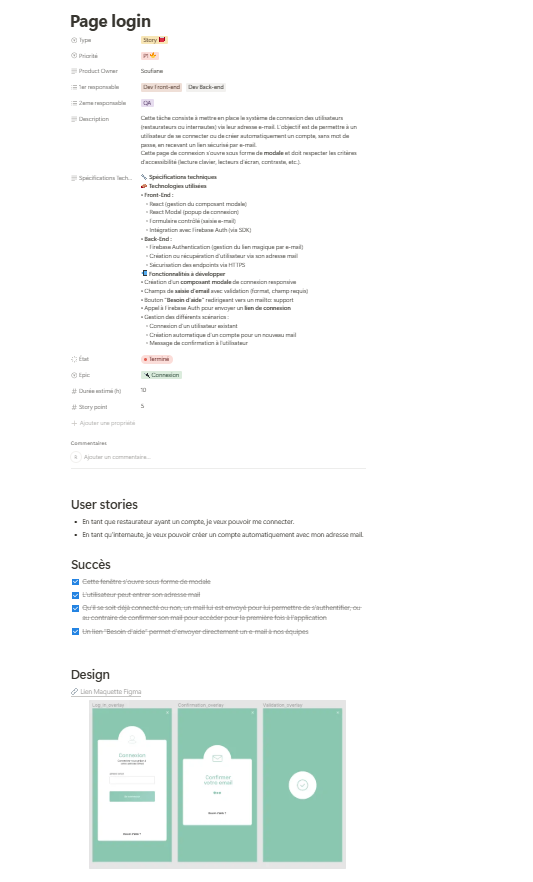 Page login
Type
Story
Priorité
P1
Product Owner
Soufiane
1er responsable
Dev Front-end Dev Back-end
2eme responsable
QA
Description
Cette tâche consiste à mettre en place le système de connexion des utilisateurs
(restaurateurs ou internautes) via leur adresse e-mail. L'objectif est de permettre à un
utilisateur de se connecter ou de créer automatiquement un compte, sans mot de
passe, en recevant un lien sécurisé par e-mail.
Cette page de connexion s'ouvre sous forme de modale et doit respecter les critères
d'accessibilité (lecture clavier, lecteurs d'écran, contraste, etc.).
Spécifications Tech...
Spécifications techniques
Technologies utilisées
• Front-End :
◦ React (gestion du composant modale)
◦ React Modal (popup de connexion)
◦ Formulaire contrôlé (saisie e-mail)
◦ Intégration avec Firebase Auth (via SDK)
• Back-End :
◦ Firebase Authentication (gestion du lien magique par e-mail)
◦ Création ou récupération d'utilisateur via son adresse mail
◦ Sécurisation des endpoints via HTTPS
Fonctionnalités à développer
• Création d'un composant modale de connexion responsive
• Champs de saisie d'email avec validation (format, champ requis)
• Bouton "Besoin d'aide" redirigeant vers un mailto: support
• Appel à Firebase Auth pour envoyer un lien de connexion
• Gestion des différents scénarios :
◦ Connexion d'un utilisateur existant
◦ Création automatique d'un compte pour un nouveau mail
◦ Message de confirmation à l'utilisateur
État
Terminé
Epic
Connexion
Durée estimé (h)
10
Story point
5
Ajouter une propriété
Commentaires
Ajouter un commentaire...
User stories
• En tant que restaurateur ayant un compte, je veux pouvoir me connecter.
• En tant qu'internaute, je veux pouvoir créer un compte automatiquement avec mon adresse mail.
Succès
Cette fenêtre s'ouvre sous forme de modale
L'utilisateur peut entrer son adresse mail
Qu'il se soit déjà connecté ou non, un mail lui est envoyé pour lui permettre de s'authentifier, ou
au contraire de confirmer son mail pour accéder pour la première fois à l'application
Un lien "Besoin d'aide" permet d'envoyer directement un e-mail à nos équipes
Design
Lien Maquette Figma
Log in_overlay
Confirmation_overlay
Validation_overlay
Connexion
Confirmer
votre email
Besoin d'aide ?
Besoin d'aide ?